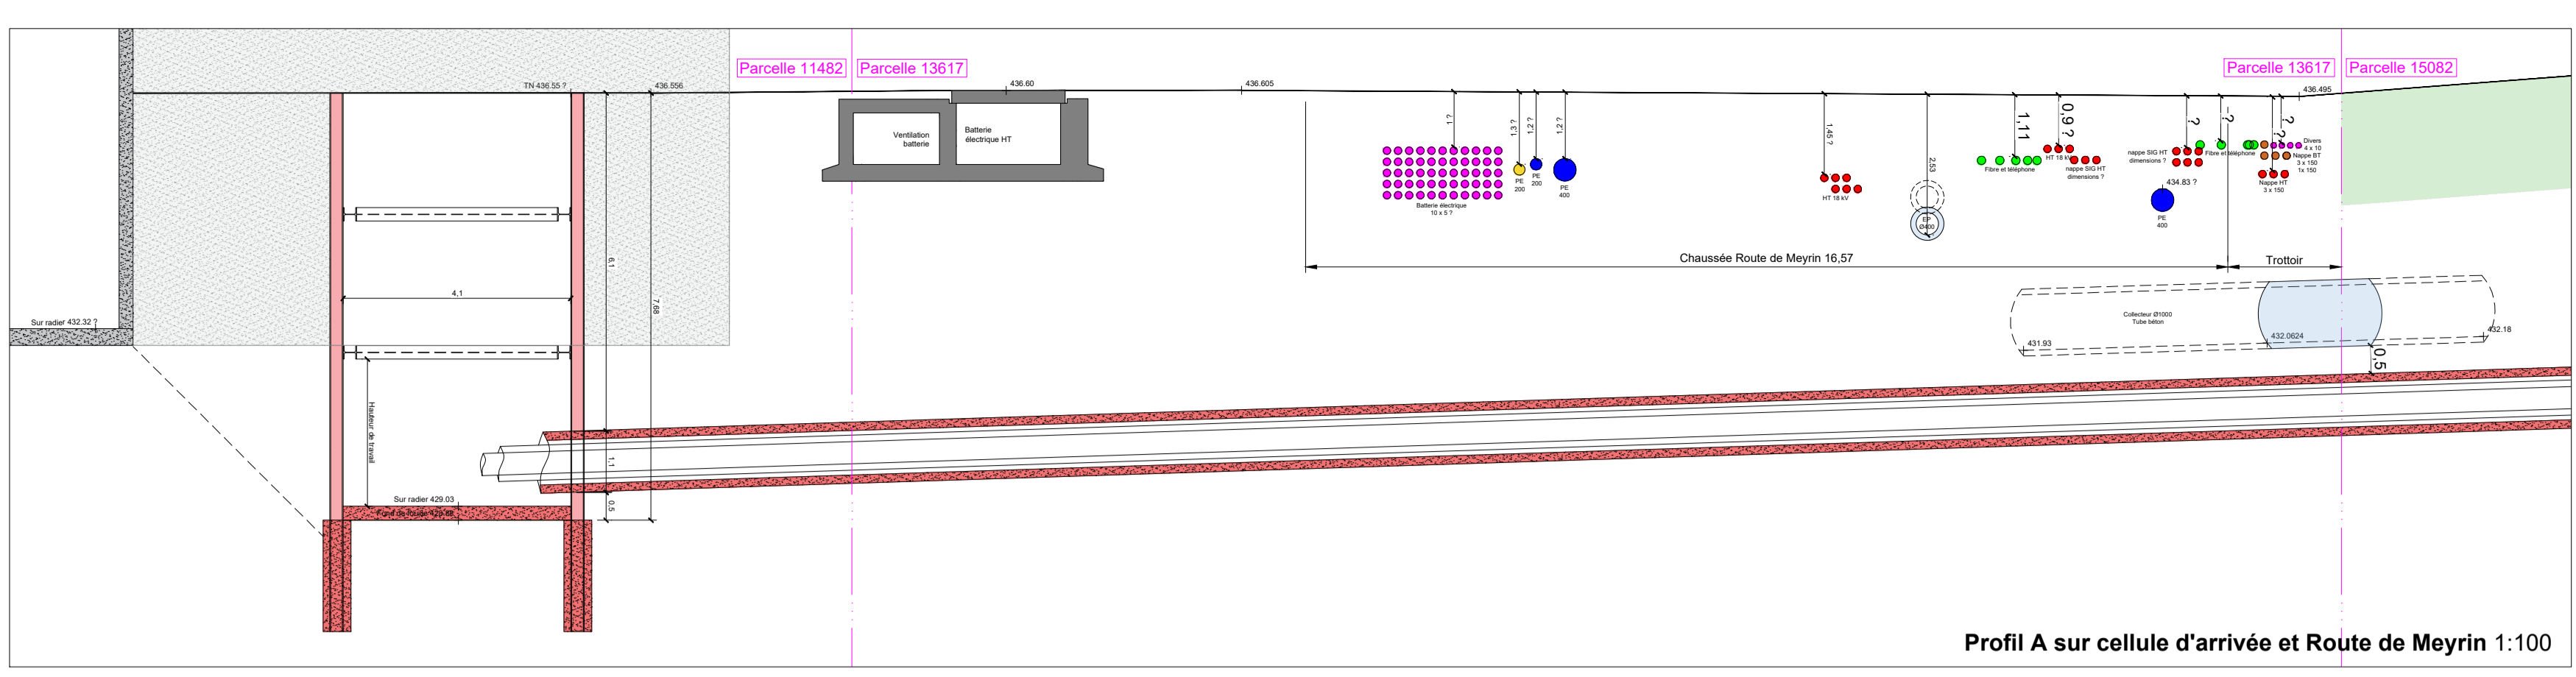 Parcelle 11482
Parcelle 13617
Parcelle 13617
Parcelle 15082
TN 436.55 ?
436.556
436.60
436.605
436.495
Ventilation
batterie
Batterie
électrique HT
1 ?
1,3 ?
1,2 ?
1,2 ?
1,45 ?
2,53
1,11
0,9 ?
?
?
?
?
Batterie électrique
10 x 5 ?
PE
200
PE
200
PE
400
HT 18 kV
EP
Ø400
Fibre et téléphone
HT 18 kV
nappe SIG HT
dimensions ?
nappe SIG HT
dimensions ?
Fibre et téléphone
Divers
4 x 10
Nappe BT
3 x 150
1x 150
Nappe HT
3 x 150
434.83 ?
PE
400
Chaussée Route de Meyrin 16,57
Trottoir
6,1
7,68
4,1
Sur radier 432.32 ?
Collecteur Ø1000
Tube béton
431.93
432.0624
432.18
0,5
Hauteur de travail
1,1
0,5
Sur radier 429.03
Profil A sur cellule d'arrivée et Route de Meyrin 1:100